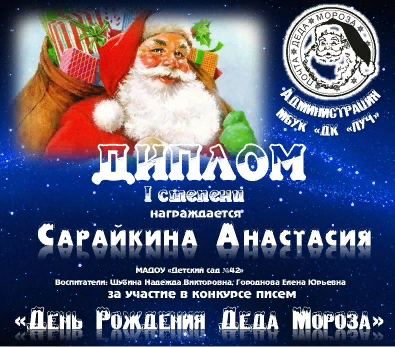 ПОЧТА ДЕДА МОРОЗА
АДМИНИСТРАЦИЯ
МБУК «ДК «ЛУЧ»
ДИПЛОМ
I степени
награждается
Сарайкина Анастасия
МАДОУ «Детский сад №42»
Воспитатели: Шубина Надежда Викторовна, Городнова Елена Юрьевна
за участие в конкурсе писем
«День Рождения Деда Мороза»